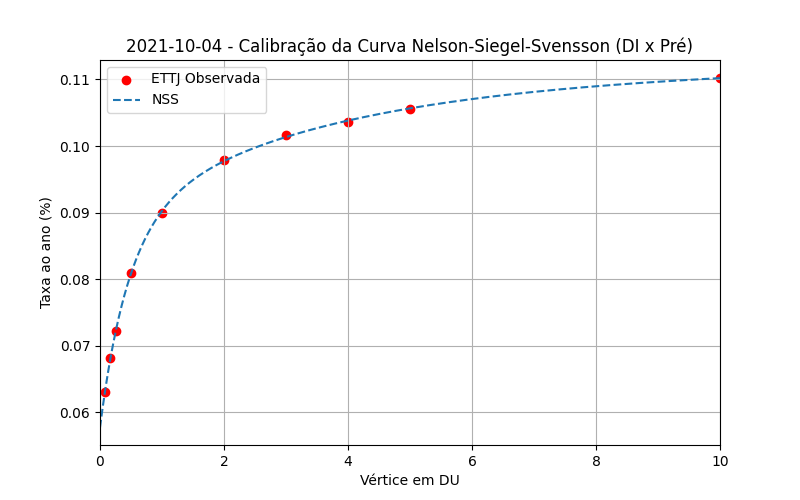 2021-10-04 - Calibração da Curva Nelson-Siegel-Svensson (DI x Pré)
ETTJ Observada
NSS
0.11
0.10
0.09
0.08
0.07
0.06
Taxa ao ano (%)
0 2 4 6 8 10
Vértice em DU